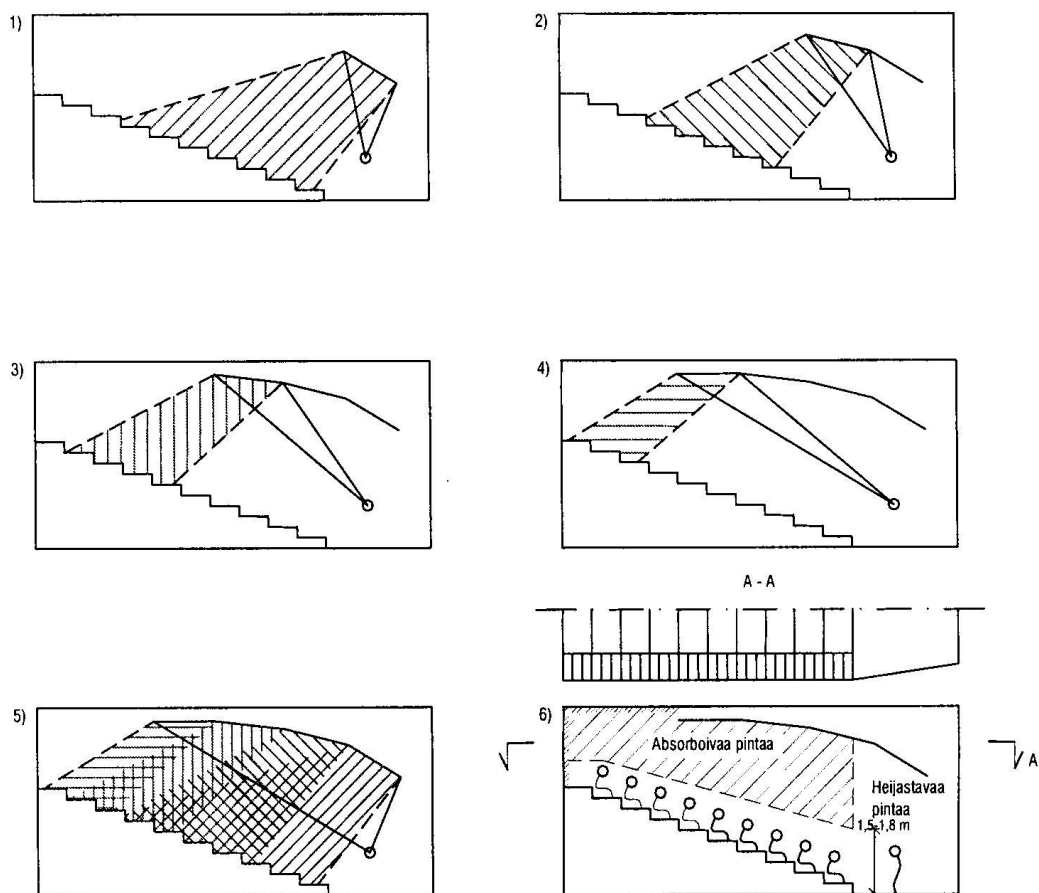 1)
2)
3)
4)
A - A
5)
6)
Absorboivaa pintaa
A
Heijastavaa
pintaa
1,5-1,8 m